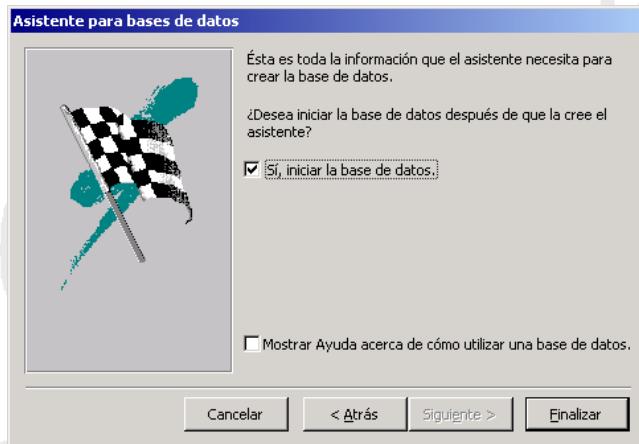 Asistente para bases de datos
Ésta es toda la información que el asistente necesita para
crear la base de datos.
¿Desea iniciar la base de datos después de que la cree el
asistente?
Sí, iniciar la base de datos.
Mostrar Ayuda acerca de cómo utilizar una base de datos.
Cancelar
< Atrás
Siguiente >
Finalizar